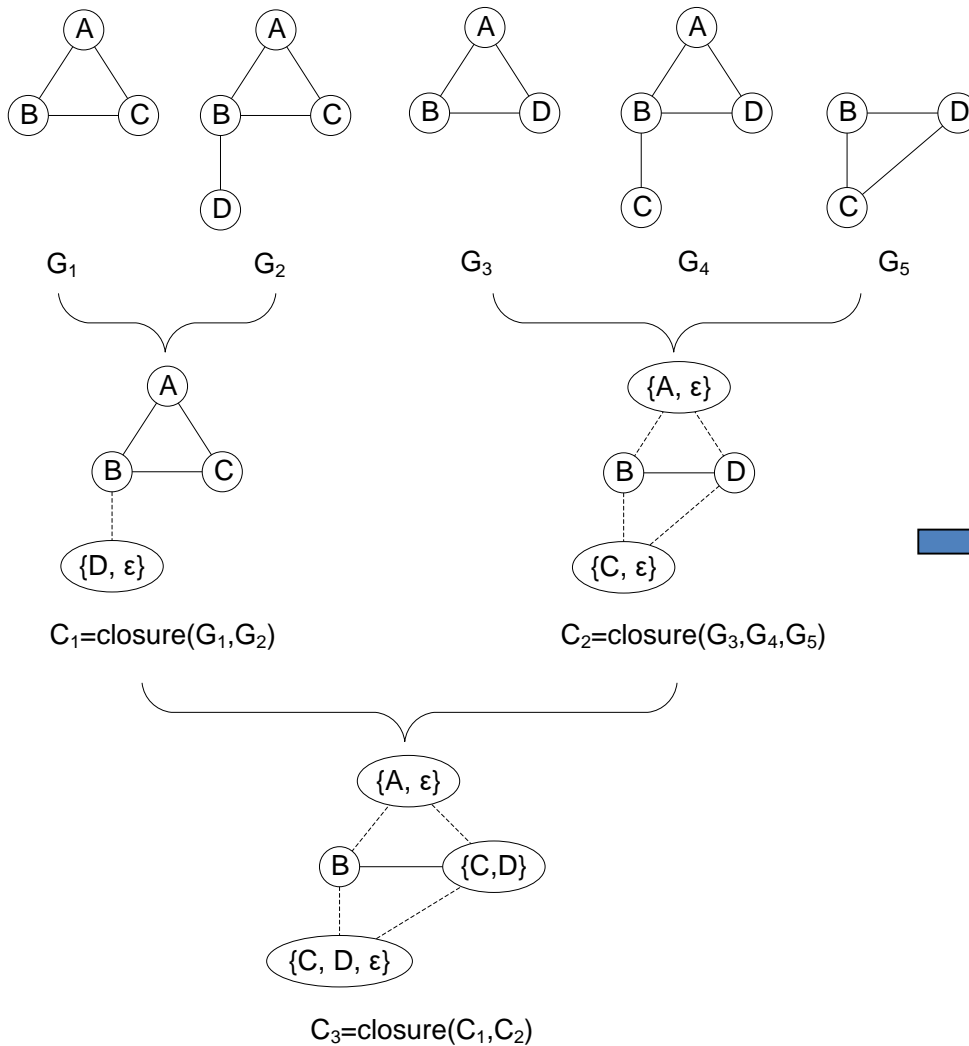 A A A A
B C B C B D B D B D
D C C
G₁ G₂ G₃ G₄ G₅
A {A, ε}
B C B D
{D, ε} {C, ε}
C₁=closure(G₁,G₂) C₂=closure(G₃,G₄,G₅)
{A, ε}
B {C,D}
{C, D, ε}
C₃=closure(C₁,C₂)